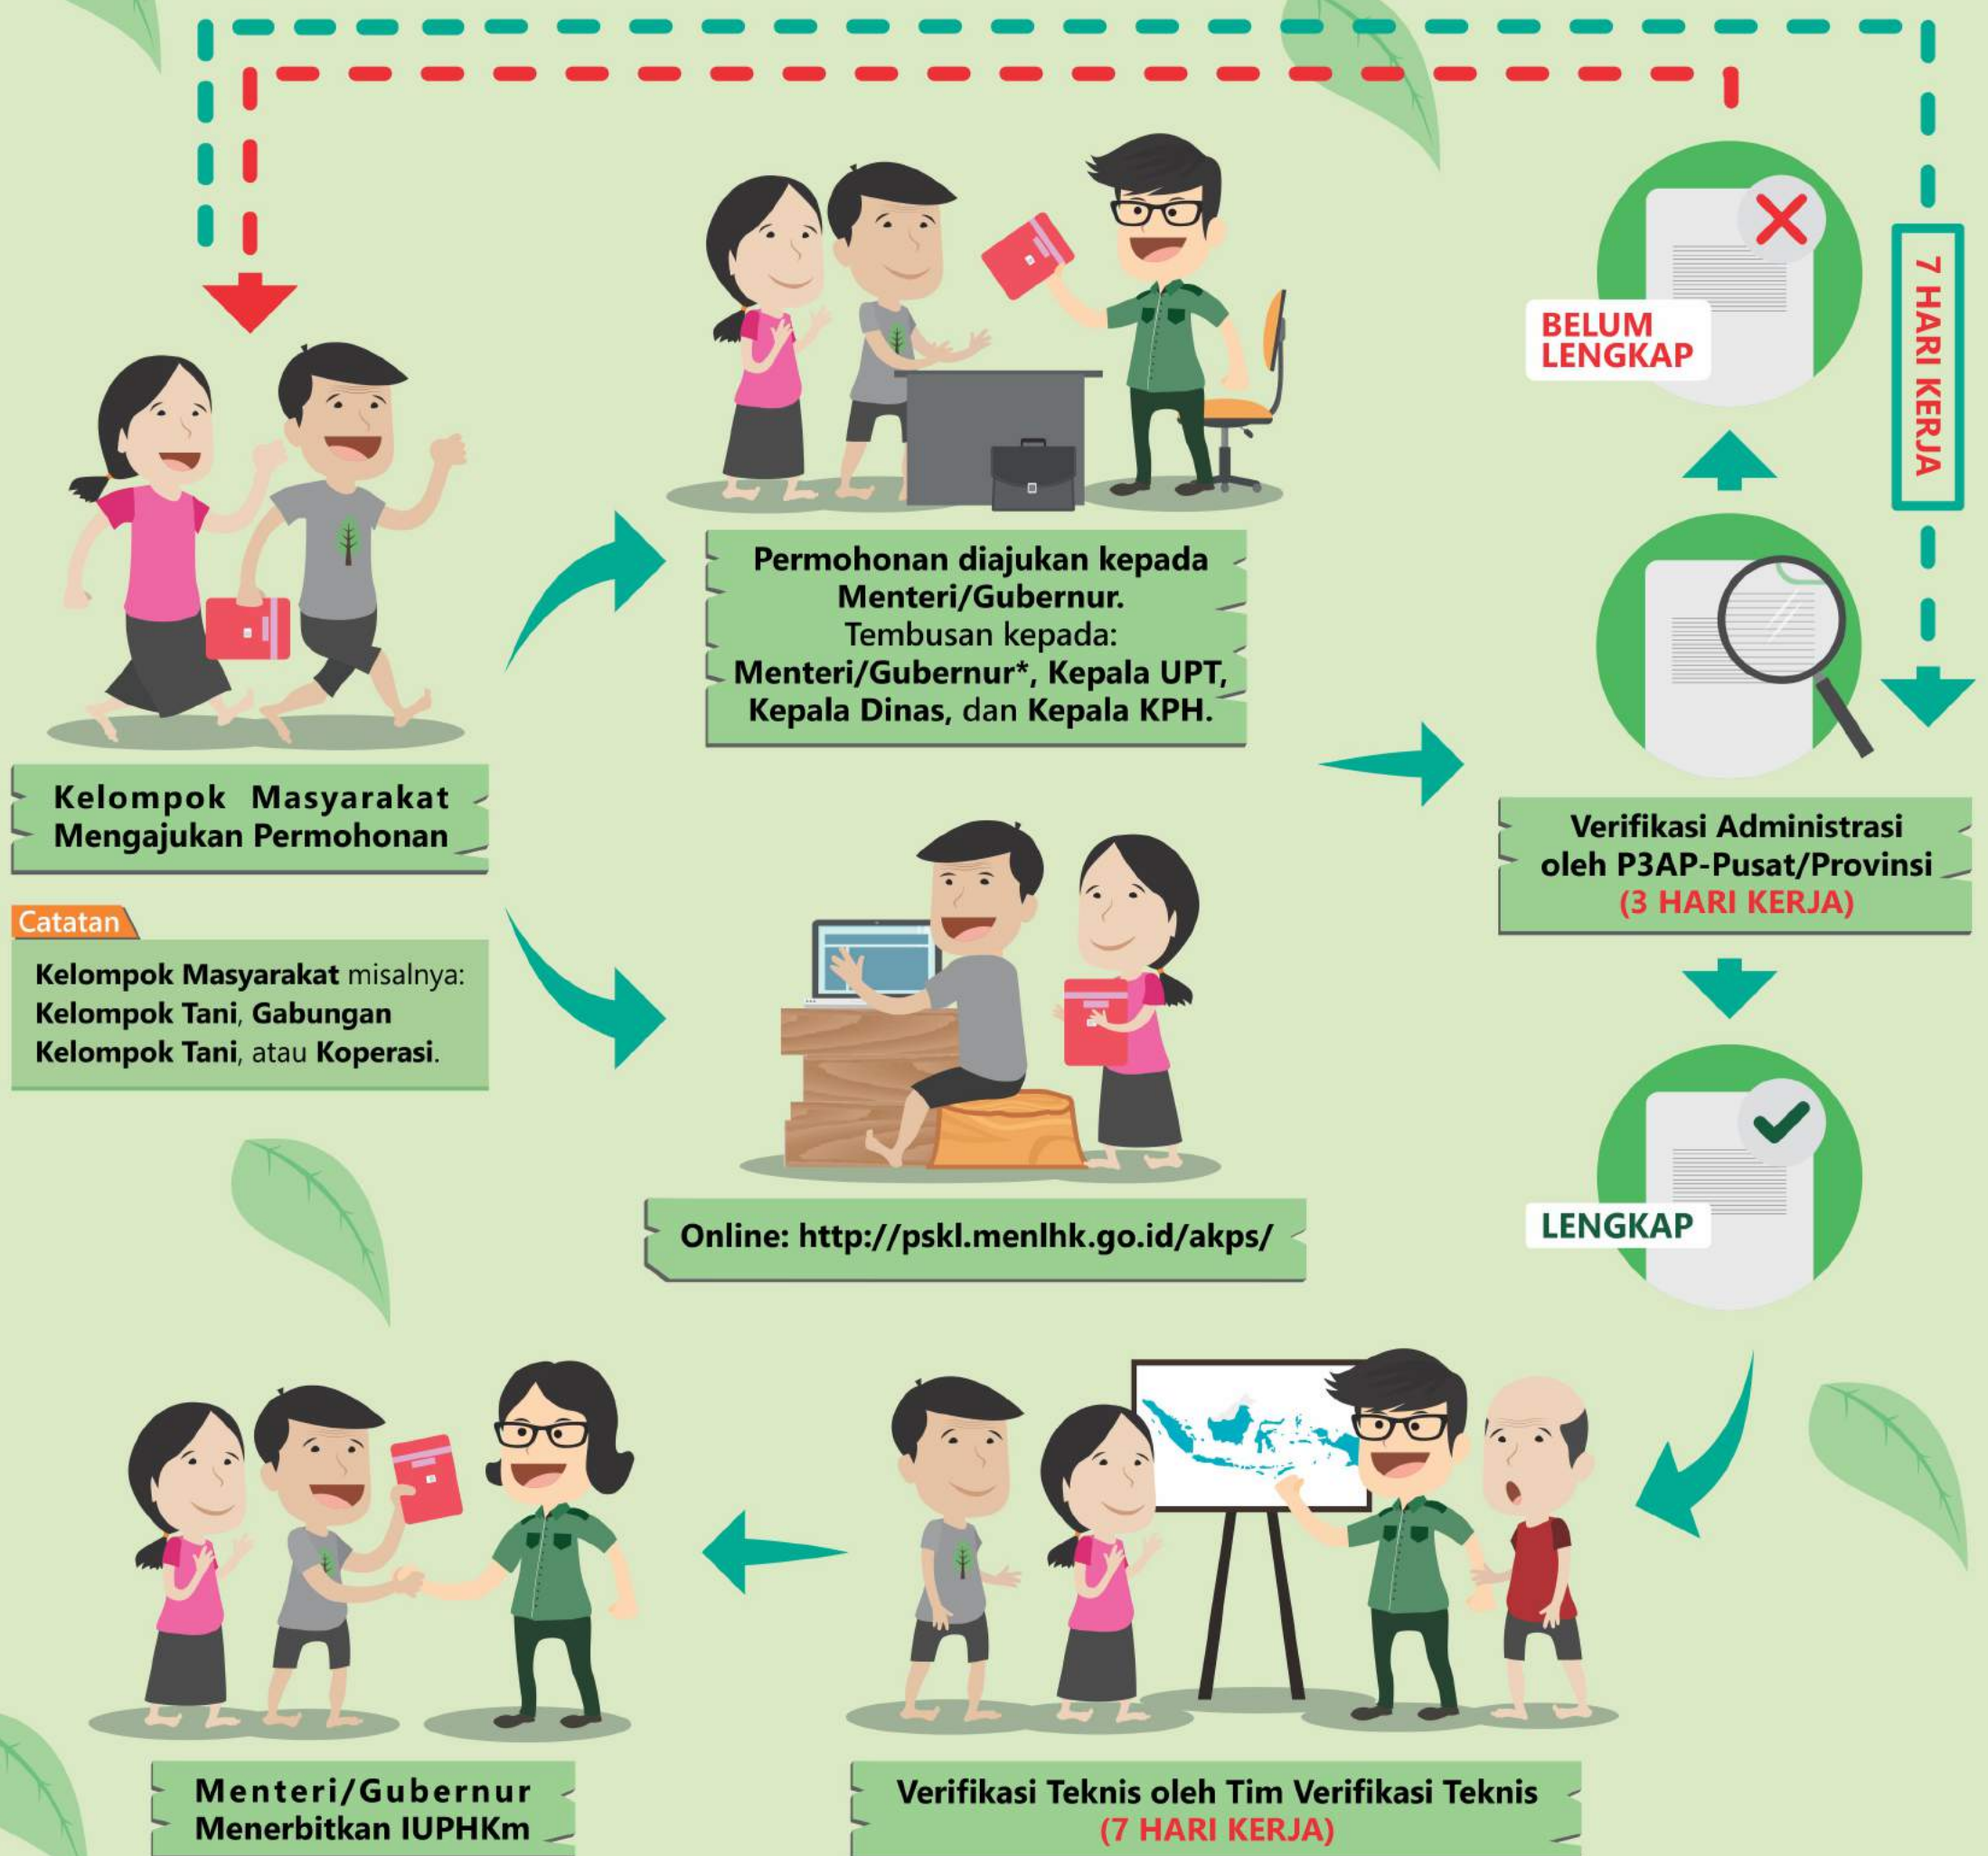 Kelompok Masyarakat
Mengajukan Permohonan
Catatan
Kelompok Masyarakat misalnya:
Kelompok Tani, Gabungan
Kelompok Tani, atau Koperasi.
Permohonan diajukan kepada
Menteri/Gubernur.
Tembusan kepada:
Menteri/Gubernur*, Kepala UPT,
Kepala Dinas, dan Kepala KPH.
Online: http://pskl.menlhk.go.id/akps/
BELUM
LENGKAP
7 HARI KERJA
Verifikasi Administrasi
oleh P3AP-Pusat/Provinsi
(3 HARI KERJA)
LENGKAP
Verifikasi Teknis oleh Tim Verifikasi Teknis
(7 HARI KERJA)
Menteri/Gubernur
Menerbitkan IUPHKm